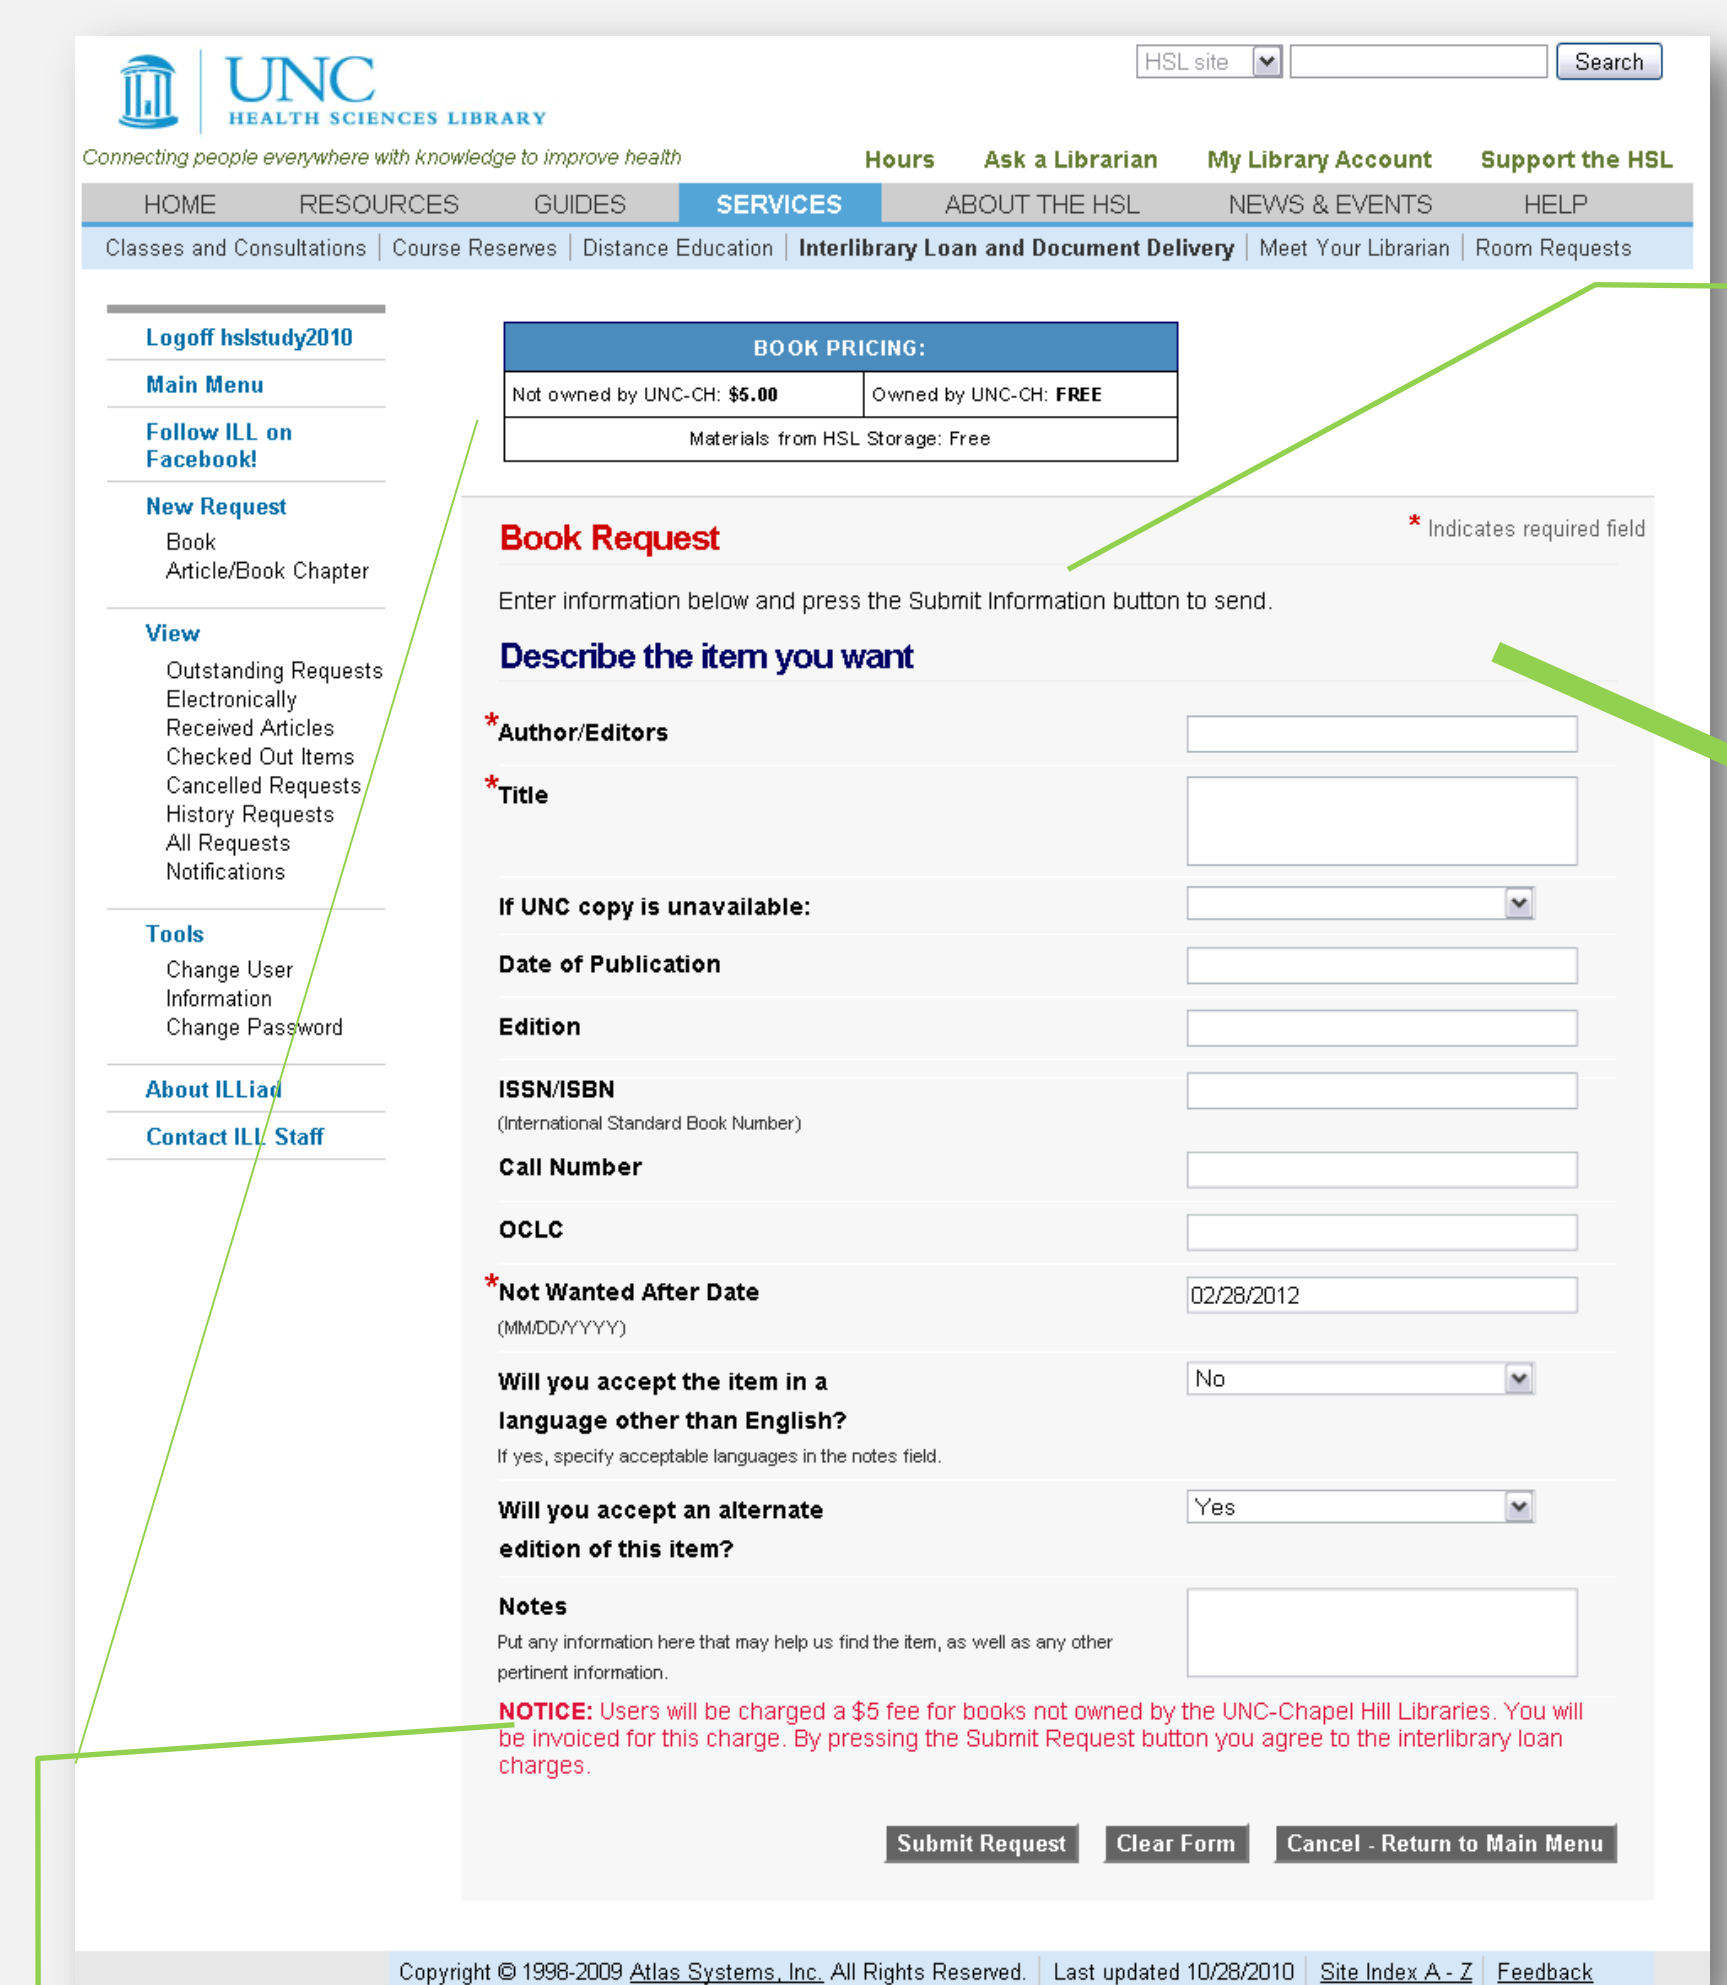 HSL site Search
UNC
HEALTH SCIENCES LIBRARY
Connecting people everywhere with knowledge to improve health
Hours Ask a Librarian My Library Account Support the HSL
HOME RESOURCES GUIDES SERVICES ABOUT THE HSL NEWS & EVENTS HELP
Classes and Consultations | Course Reserves | Distance Education | Interlibrary Loan and Document Delivery | Meet Your Librarian | Room Requests
Logoff hslstudy2010
Main Menu
Follow ILL on
Facebook!
New Request
Book
Article/Book Chapter
View
Outstanding Requests
Electronically
Received Articles
Checked Out Items
Cancelled Requests
History Requests
All Requests
Notifications
Tools
Change User
Information
Change Password
About ILLiad
Contact ILL Staff
BOOK PRICING:
Not owned by UNC-CH: $5.00 Owned by UNC-CH: FREE
Materials from HSL Storage: Free
Book Request
* Indicates required field
Enter information below and press the Submit Information button to send.
Describe the item you want
*Author/Editors
*Title
If UNC copy is unavailable:
Date of Publication
Edition
ISSN/ISBN
(International Standard Book Number)
Call Number
OCLC
*Not Wanted After Date 02/28/2012
(MM/DD/YYYY)
Will you accept the item in a No
language other than English?
If yes, specify acceptable languages in the notes field.
Will you accept an alternate Yes
edition of this item?
Notes
Put any information here that may help us find the item, as well as any other
pertinent information.
NOTICE: Users will be charged a $5 fee for books not owned by the UNC-Chapel Hill Libraries. You will
be invoiced for this charge. By pressing the Submit Request button you agree to the interlibrary loan
charges.
Submit Request Clear Form Cancel - Return to Main Menu
Copyright © 1998-2009 Atlas Systems, Inc. All Rights Reserved. | Last updated 10/28/2010 | Site Index A - Z | Feedback